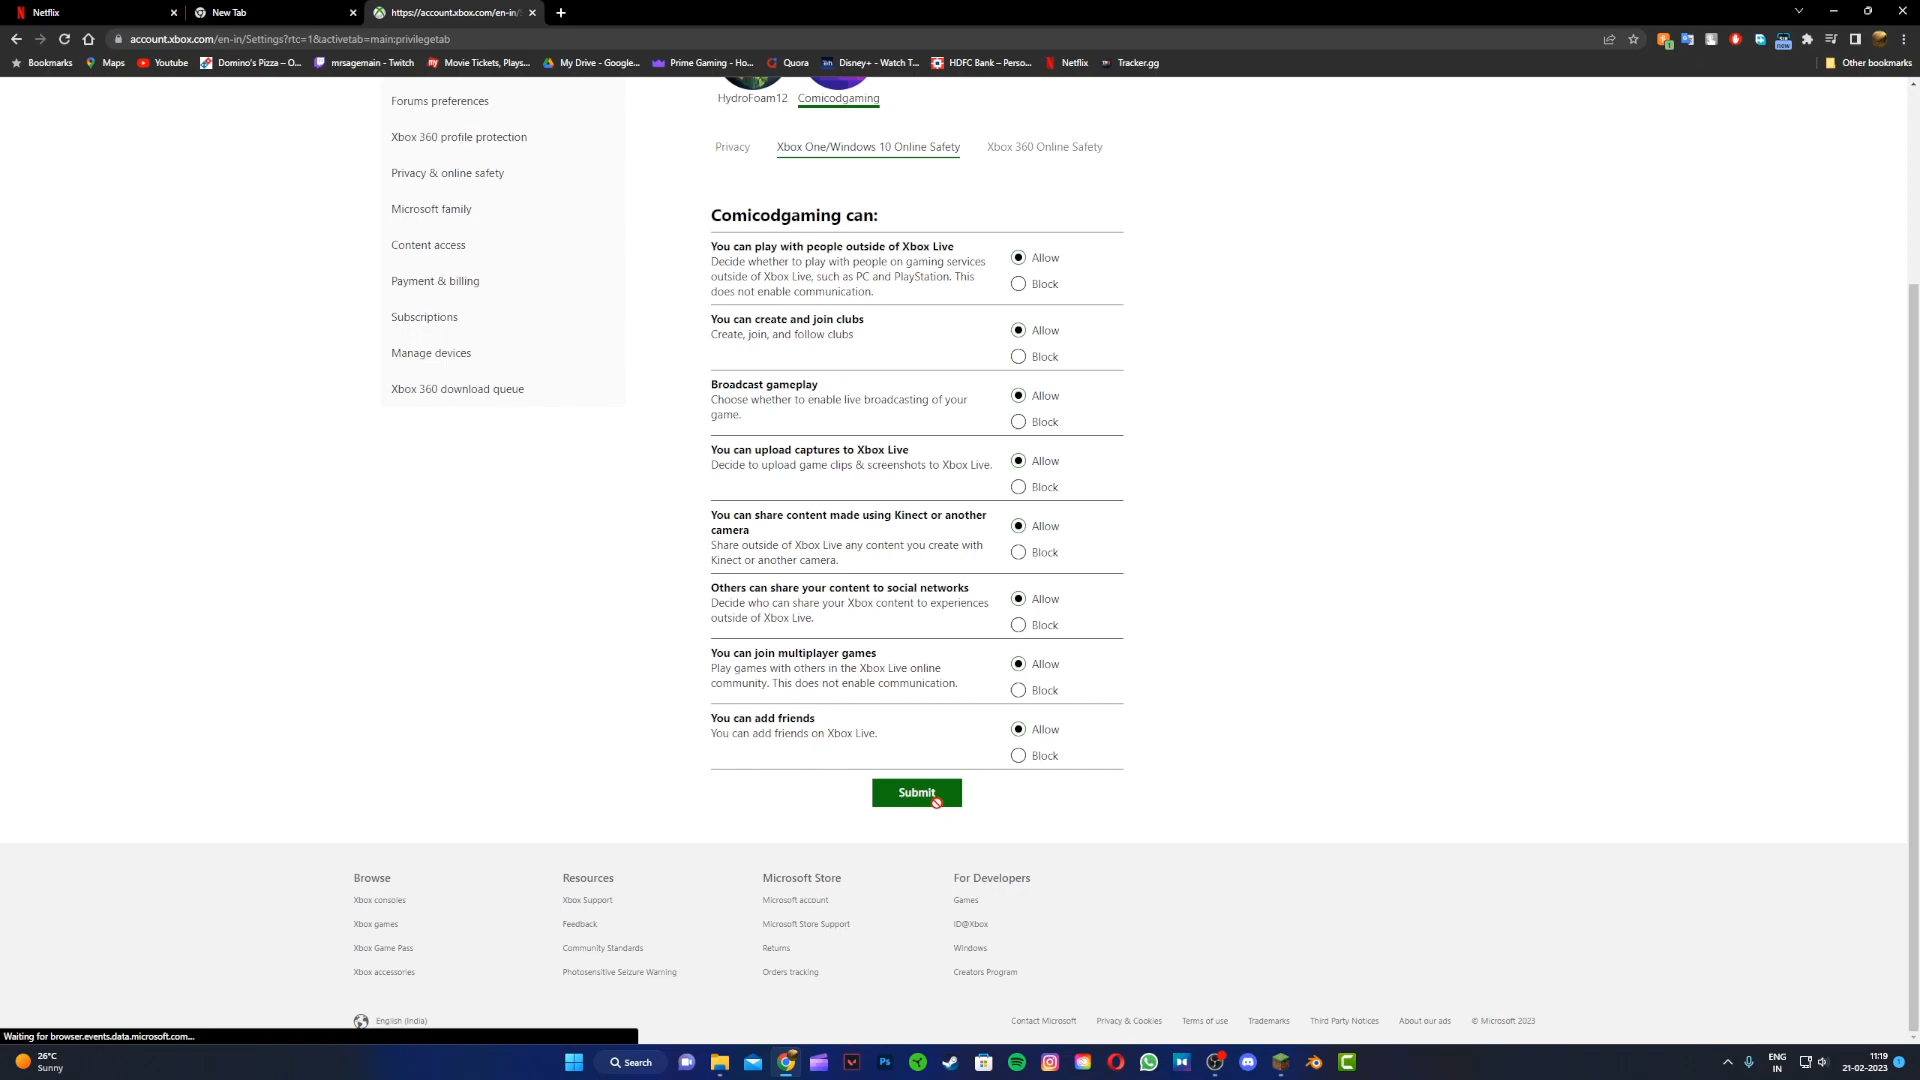 Netflix
New Tab
https://account.xbox.com/en-in/
account.xbox.com/en-in/Settings?rtc=1&activetab=main:privilegetab
Bookmarks
Maps
Youtube
Domino's Pizza – O...
mrsagemain - Twitch
Movie Tickets, Plays...
My Drive - Google...
Prime Gaming - Ho...
Quora
Disney+ - Watch T...
HDFC Bank – Perso...
Netflix
Tracker.gg
Other bookmarks
Forums preferences
Xbox 360 profile protection
Privacy & online safety
Microsoft family
Content access
Payment & billing
Subscriptions
Manage devices
Xbox 360 download queue
HydroFoam12
Comicodgaming
Privacy
Xbox One/Windows 10 Online Safety
Xbox 360 Online Safety
Comicodgaming can:
You can play with people outside of Xbox Live
Decide whether to play with people on gaming services
outside of Xbox Live, such as PC and PlayStation. This
does not enable communication.
Allow
Block
You can create and join clubs
Create, join, and follow clubs
Allow
Block
Broadcast gameplay
Choose whether to enable live broadcasting of your
game.
Allow
Block
You can upload captures to Xbox Live
Decide to upload game clips & screenshots to Xbox Live.
Allow
Block
You can share content made using Kinect or another
camera
Share outside of Xbox Live any content you create with
Kinect or another camera.
Allow
Block
Others can share your content to social networks
Decide who can share your Xbox content to experiences
outside of Xbox Live.
Allow
Block
You can join multiplayer games
Play games with others in the Xbox Live online
community. This does not enable communication.
Allow
Block
You can add friends
You can add friends on Xbox Live.
Allow
Block
Submit
Browse
Xbox consoles
Xbox games
Xbox Game Pass
Xbox accessories
Resources
Xbox Support
Feedback
Community Standards
Photosensitive Seizure Warning
Microsoft Store
Microsoft account
Microsoft Store Support
Returns
Orders tracking
For Developers
Games
ID@Xbox
Windows
Creators Program
English (India)
Contact Microsoft
Privacy & Cookies
Terms of use
Trademarks
Third Party Notices
About our ads
© Microsoft 2023
Waiting for browser.events.data.microsoft.com...
26°C
Sunny
Search
Ps
ENG
IN
11:19
21-02-2023
1